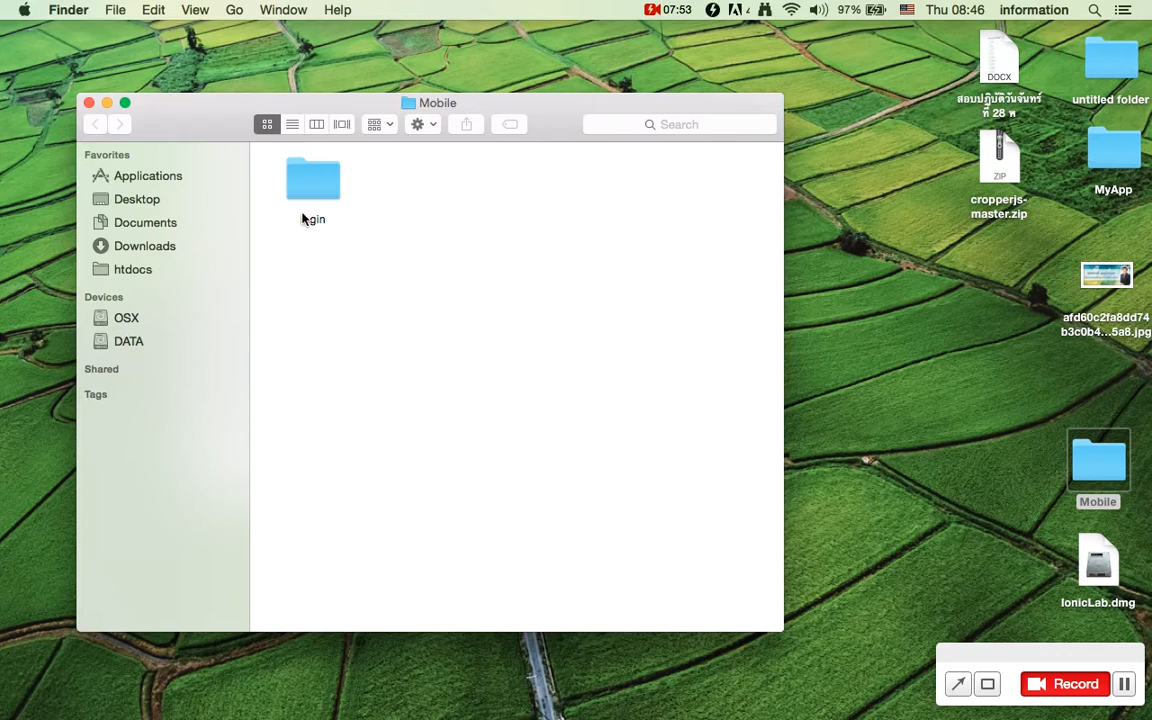 Finder File Edit View Go Window Help 07:53 4 97% Thu 08:46 information
Mobile
Search
Favorites
Applications
Desktop
Documents
Downloads
htdocs
Devices
OSX
DATA
Shared
Tags
DOCX
สอบปฏิบัติวันจันทร์
ที่ 28 พ
untitled folder
ZIP
cropperjs-
master.zip
MyApp
afd60c2fa8dd74
b3c0b4...5a8.jpg
Mobile
IonicLab.dmg
Record